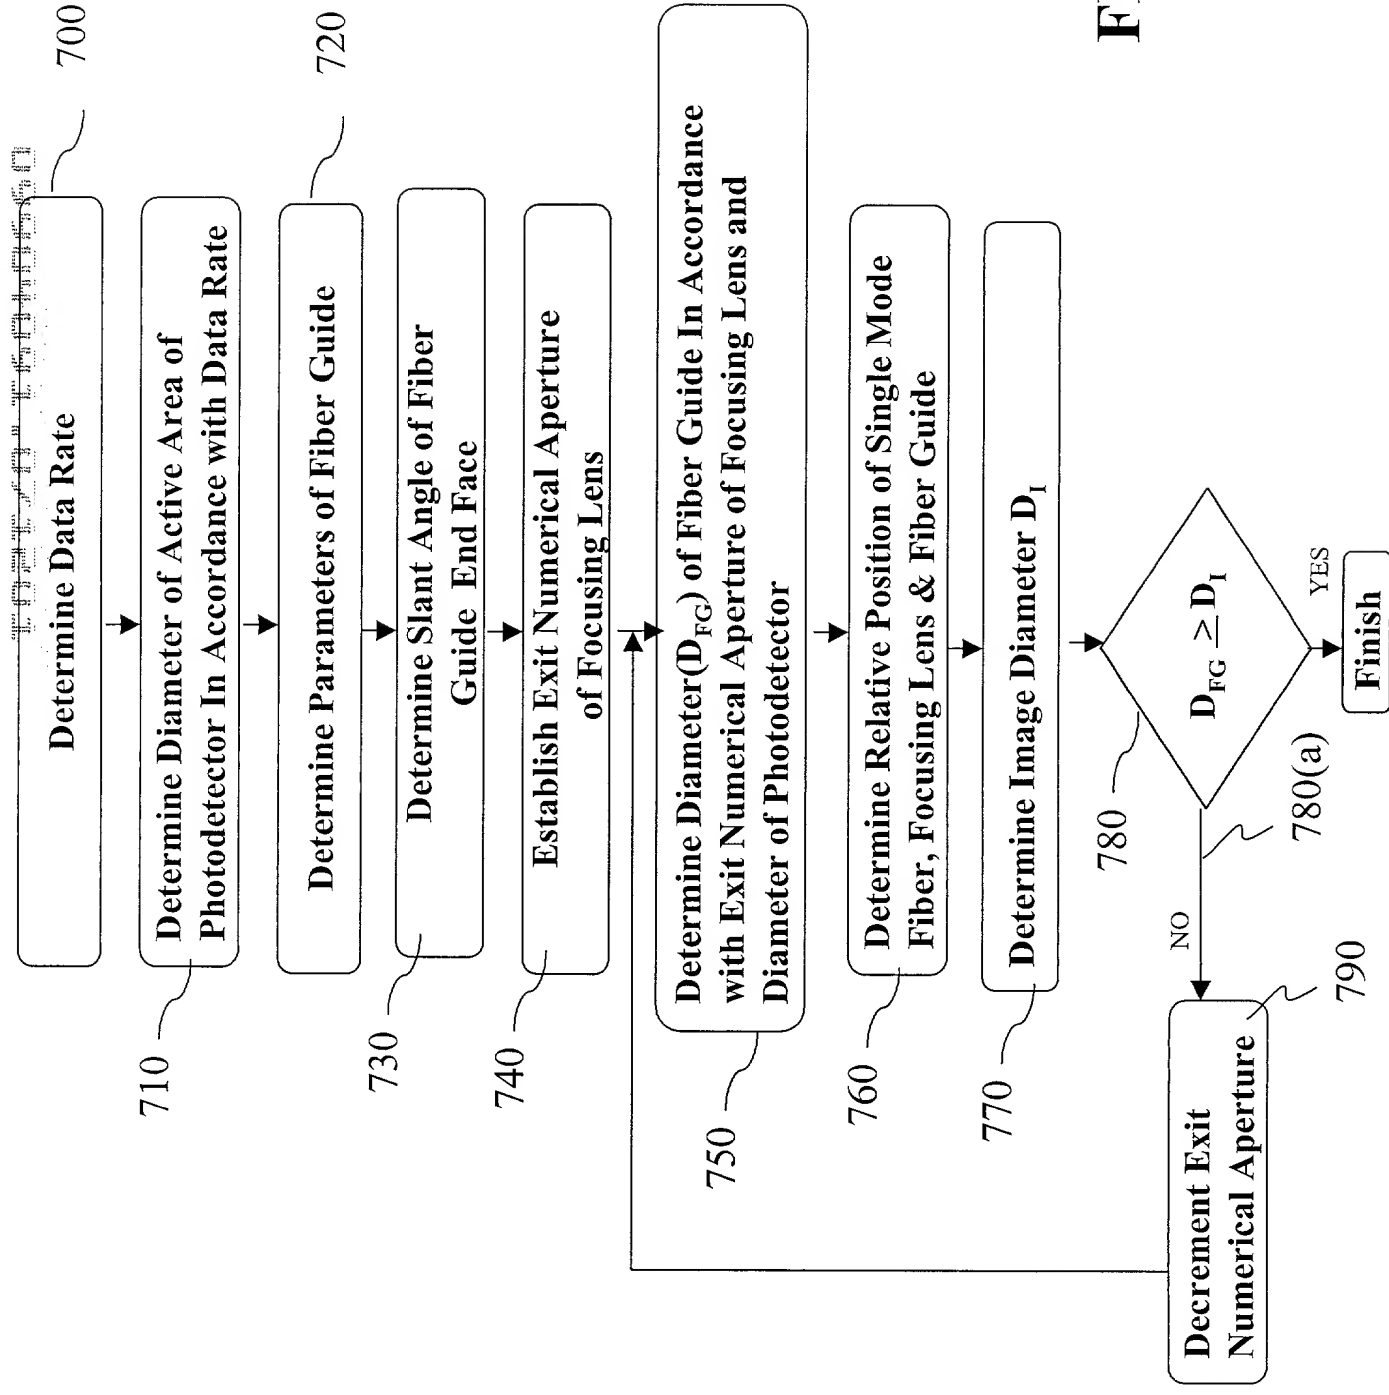 700
Determine Data Rate
710
Determine Diameter of Active Area of
Photodetector In Accordance with Data Rate
720
Determine Parameters of Fiber Guide
730
Determine Slant Angle of Fiber
Guide End Face
740
Establish Exit Numerical Aperture
of Focusing Lens
750
Determine Diameter(D_FG) of Fiber Guide In Accordance
with Exit Numerical Aperture of Focusing Lens and
Diameter of Photodetector
760
Determine Relative Position of Single Mode
Fiber, Focusing Lens & Fiber Guide
770
Determine Image Diameter D_I
780
D_FG ≥ D_I
780(a)
NO
YES
790
Decrement Exit
Numerical Aperture
Finish